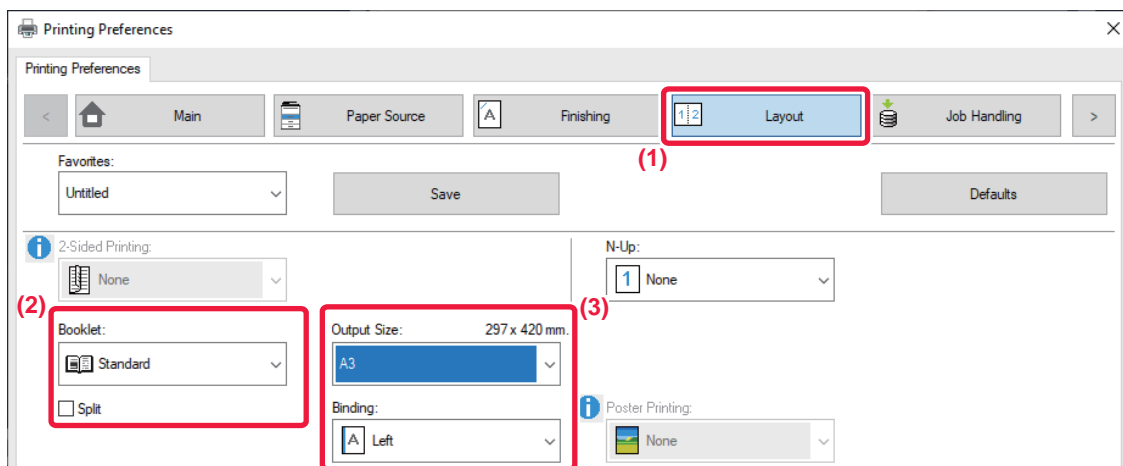 Printing Preferences
Printing Preferences
< Main Paper Source A Finishing 1 2 Layout Job Handling >
(1)
Favorites:
Untitled Save Defaults
2-Sided Printing: N-Up:
None 1 None
(2) (3)
Booklet: Output Size: 297 x 420 mm.
Standard A3
Split Binding: Poster Printing:
A Left None